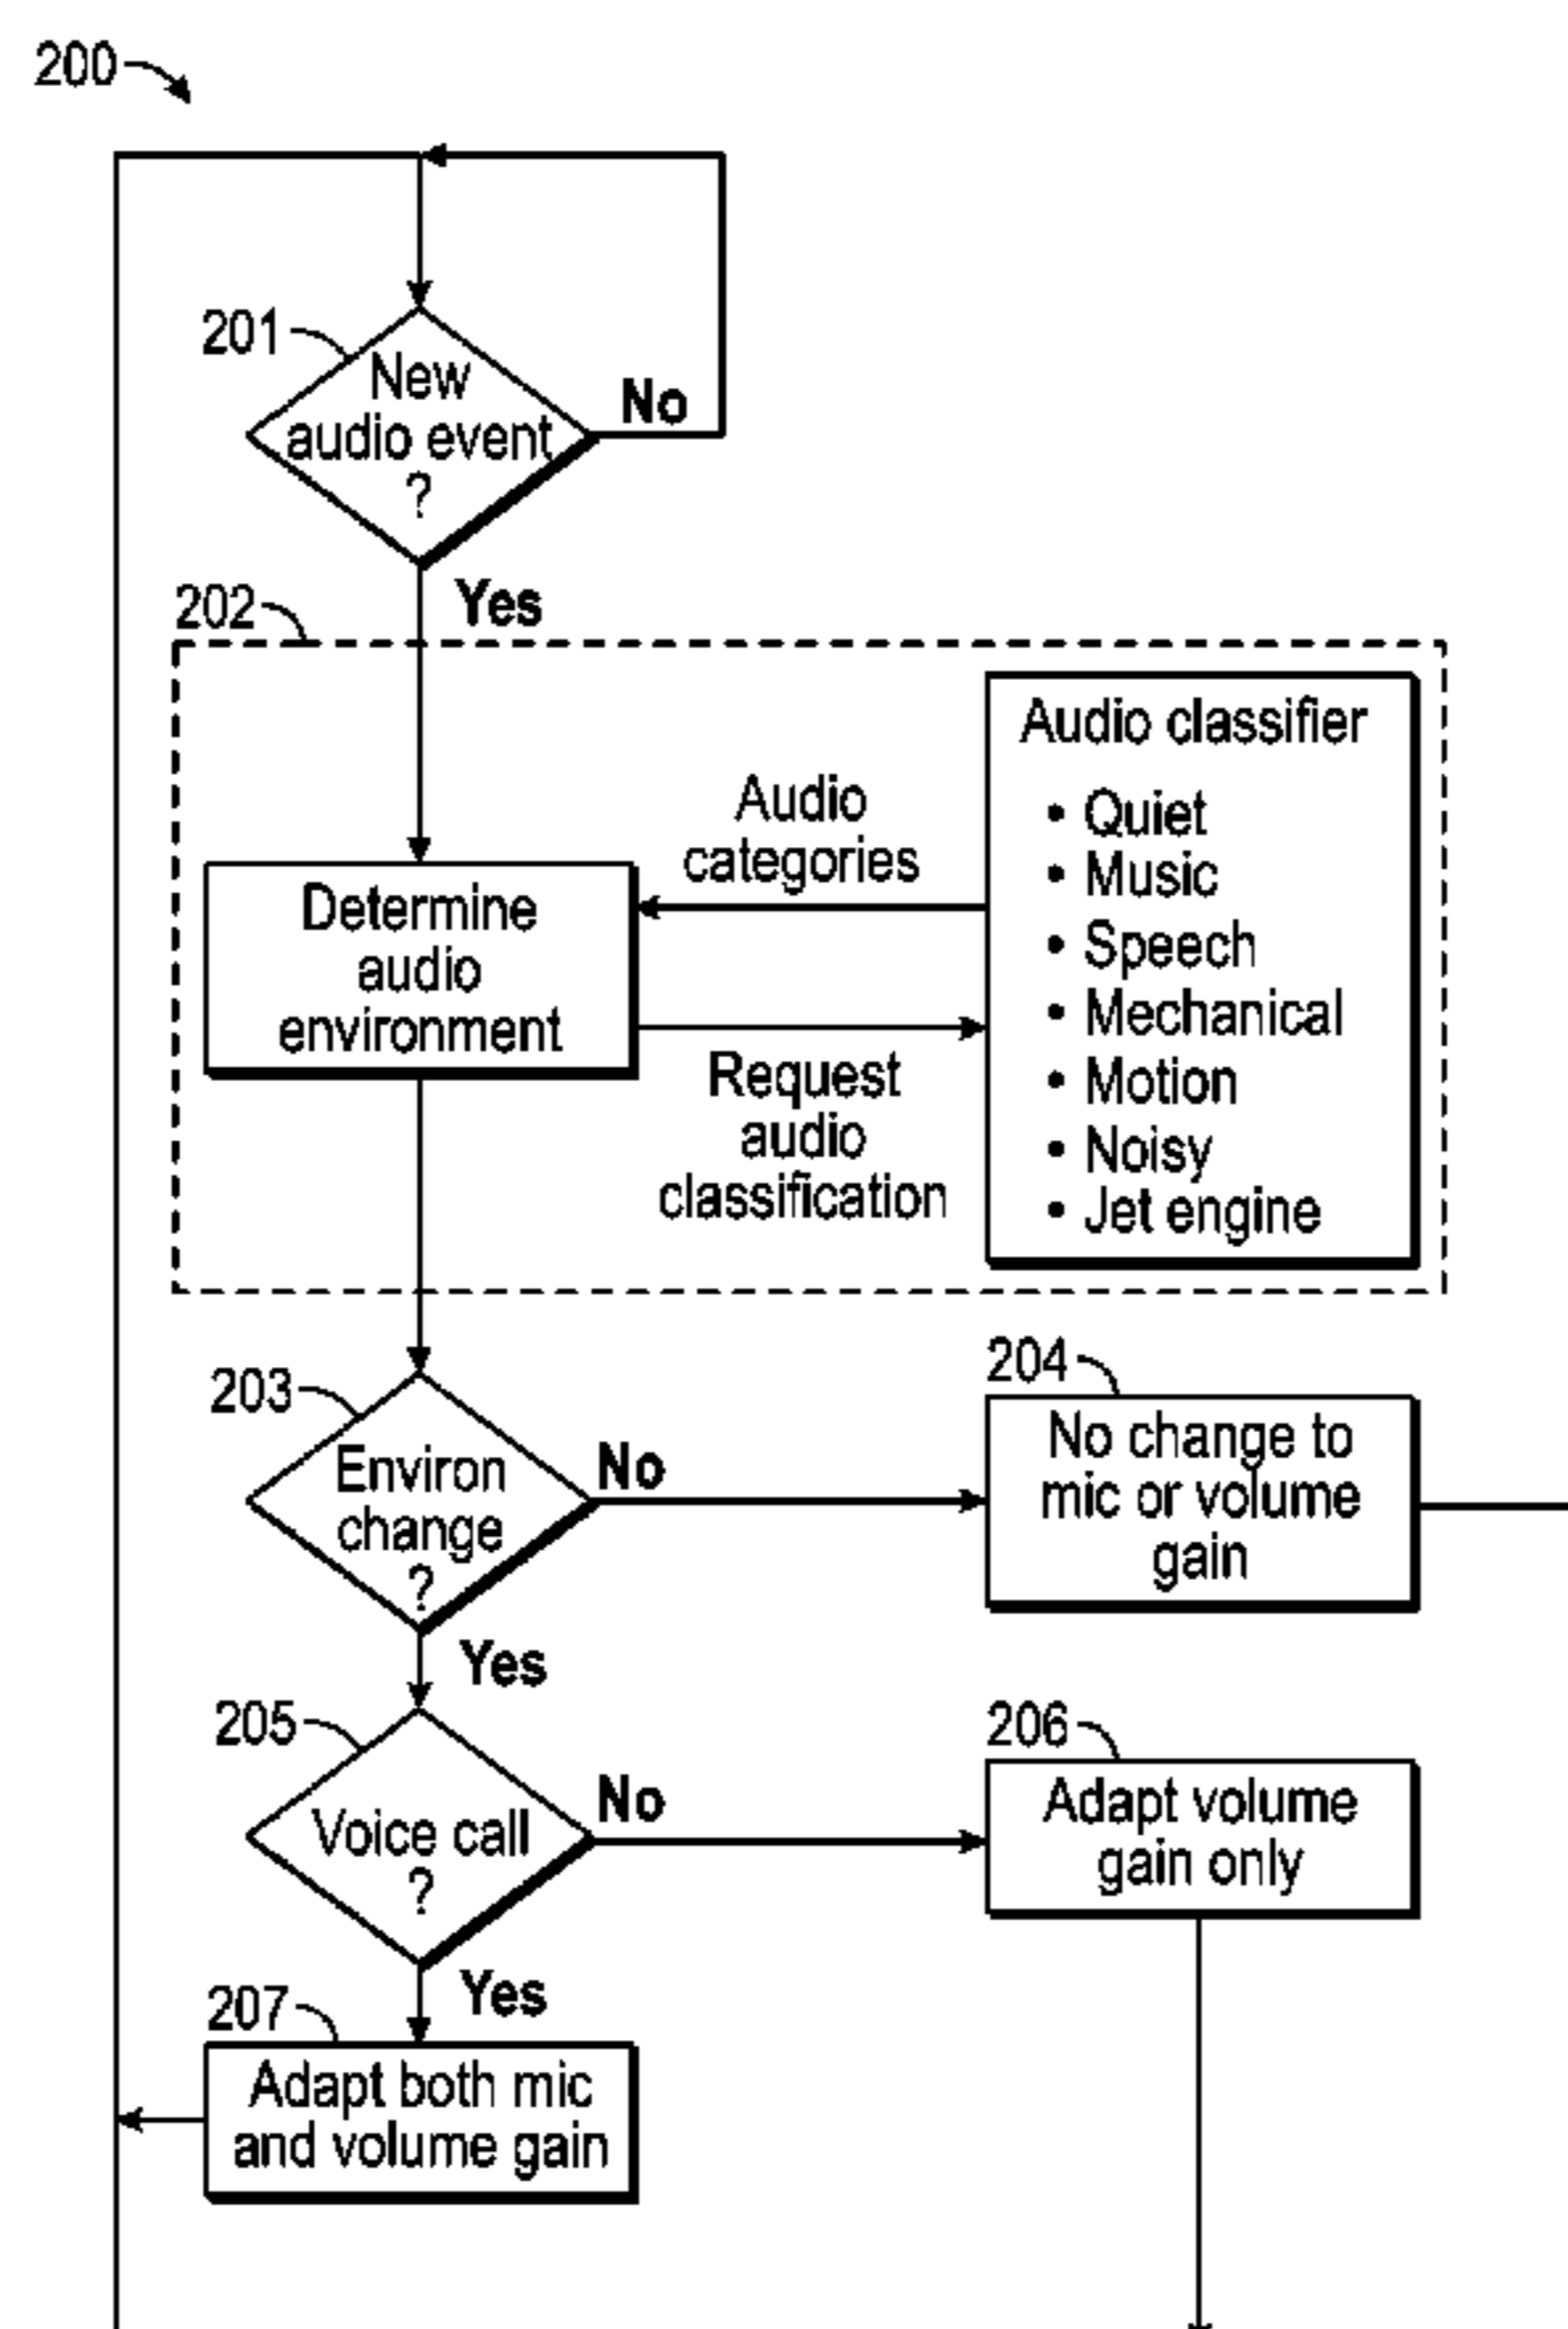 200
201
New
audio event
?
No
Yes
202
Audio classifier
• Quiet
• Music
• Speech
• Mechanical
• Motion
• Noisy
• Jet engine
Audio
categories
Determine
audio
environment
Request
audio
classification
203
Environ
change
?
No
Yes
204
No change to
mic or volume
gain
205
Voice call
?
No
Yes
206
Adapt volume
gain only
207
Adapt both mic
and volume gain